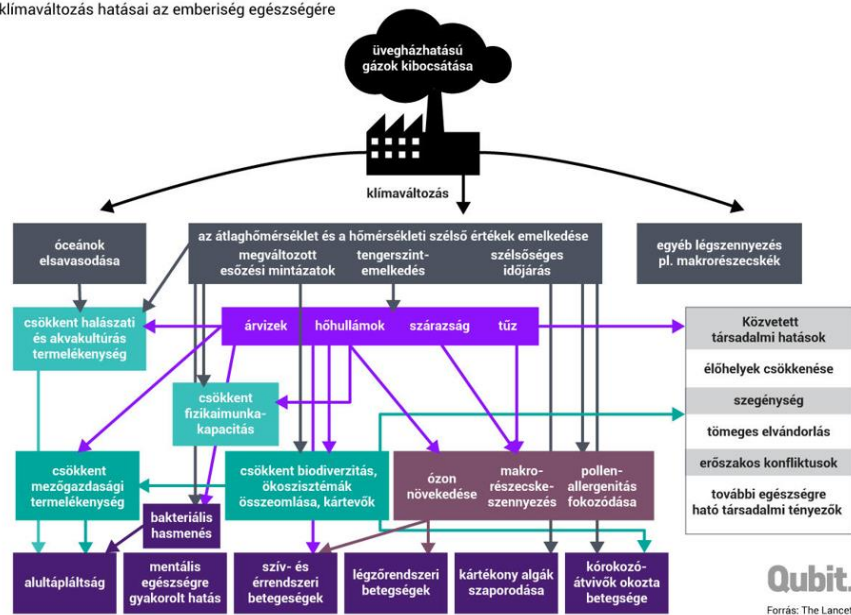 klímaváltozás hatásai az emberiség egészségére
üvegházhatású
gázok kibocsátása
klímaváltozás
óceánok
elsavasodása
az átlaghőmérséklet és a hőmérsékleti szélső értékek emelkedése
megváltozott
esőzési mintázatok
tengerszint-
emelkedés
szélsőséges
időjárás
egyéb légszennyezés
pl. makrorészecskék
csökkent halászati
és akvakultúrás
termelékenység
árvizek hőhullámok szárazság tűz
Közvetett
társadalmi hatások
élőhelyek csökkenése
szegénység
tömeges elvándorlás
erőszakos konfliktusok
további egészségre
ható társadalmi tényezők
csökkent
fizikaimunka-
kapacitás
csökkent
mezőgazdasági
termelékenység
csökkent biodiverzitás,
ökoszisztémák
összeomlása, kártevők
ózon
növekedése
makro-
részecske-
szennyezés
pollen-
allergenitás
fokozódása
bakteriális
hasmenés
alultápláltság
mentális
egészségre
gyakorolt hatás
szív- és
érrendszeri
betegeségek
légzőrendszeri
betegségek
kártékony algák
szaporodása
kórokozó-
átvivők okozta
betegsége
Qubit.
Forrás: The Lancet